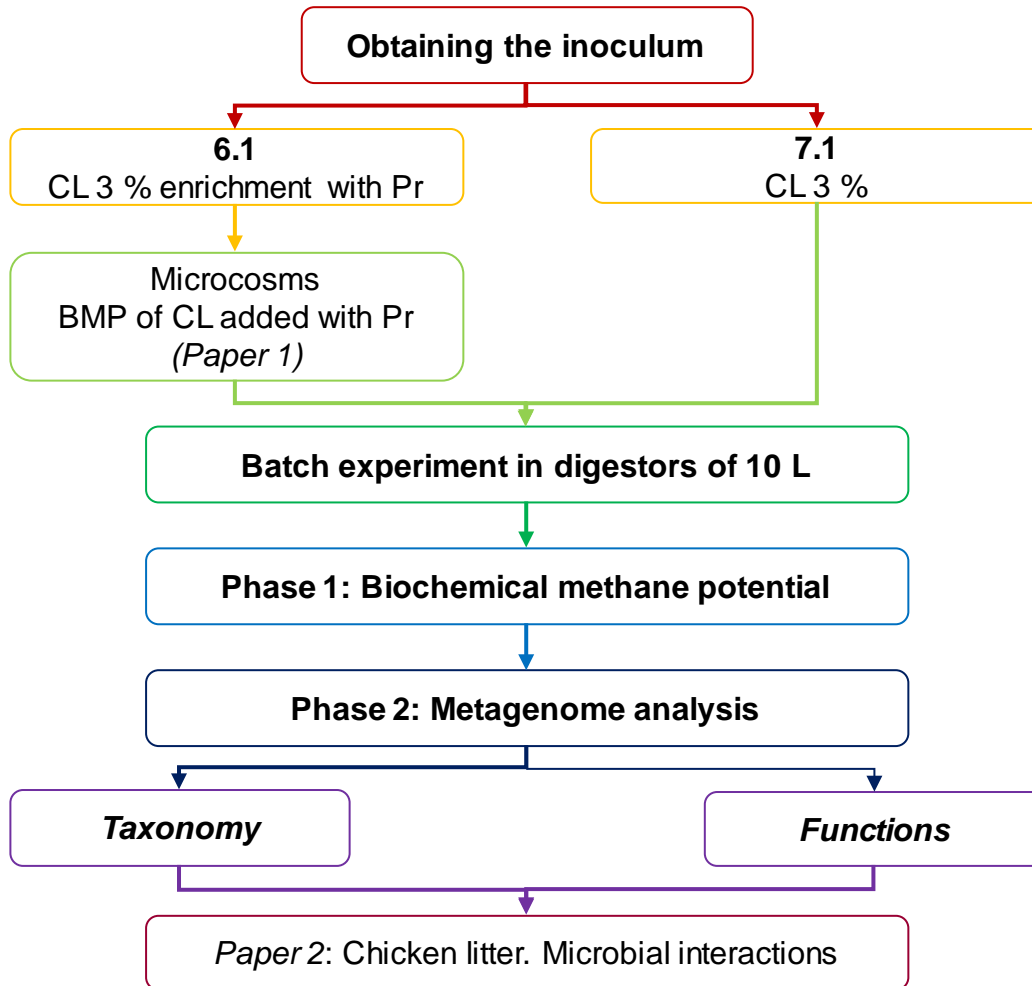 Obtaining the inoculum
6.1
CL 3 % enrichment with Pr
7.1
CL 3 %
Microcosms
BMP of CL added with Pr
(Paper 1)
Batch experiment in digestors of 10 L
Phase 1: Biochemical methane potential
Phase 2: Metagenome analysis
Taxonomy
Functions
Paper 2: Chicken litter. Microbial interactions